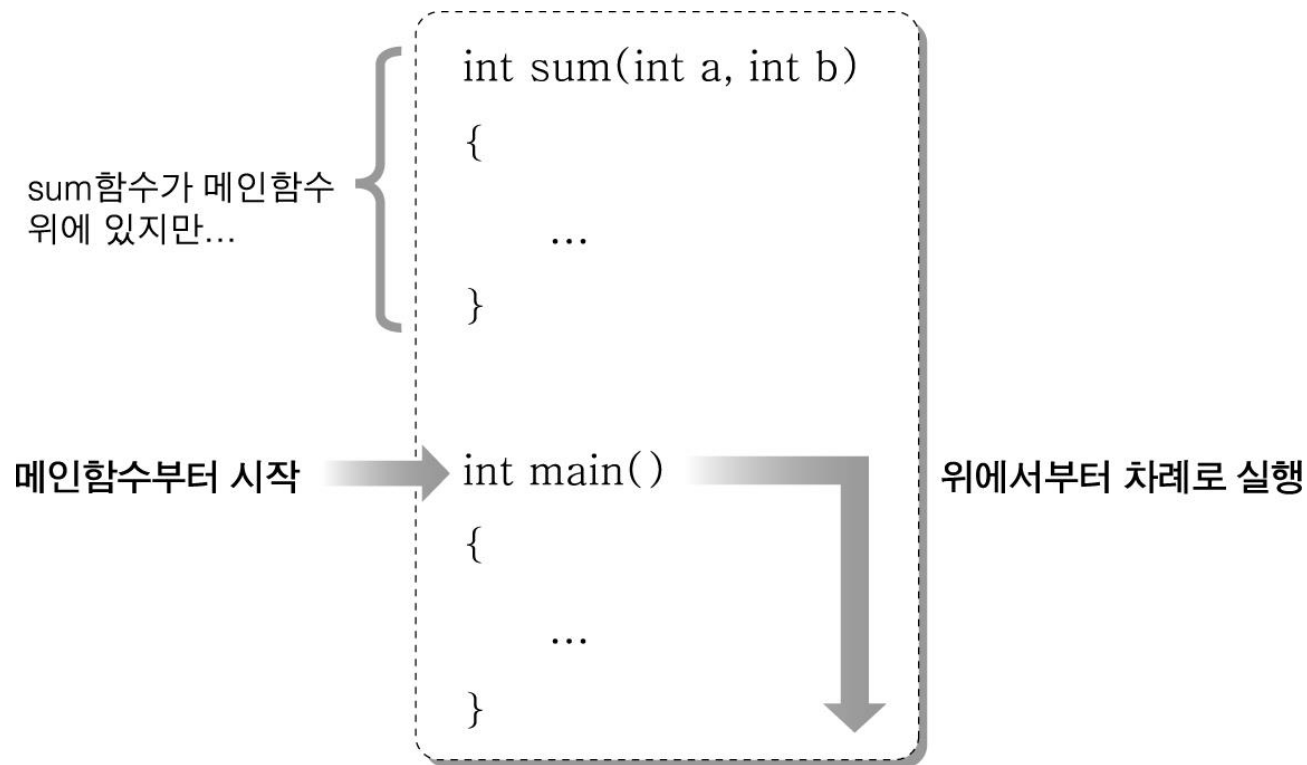 int sum(int a, int b)
{
sum함수가 메인함수
위에 있지만...
...
}
메인함수부터 시작
int main()
위에서부터 차례로 실행
{
...
}